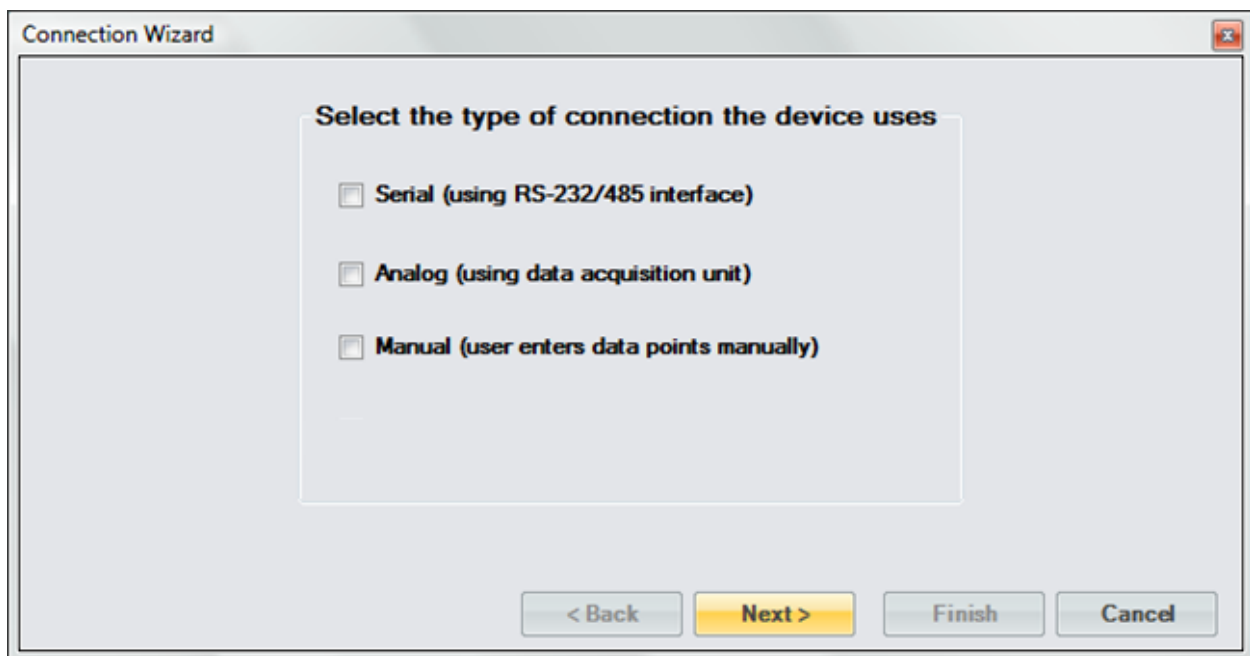 Connection Wizard
Select the type of connection the device uses
Serial (using RS-232/485 interface)
Analog (using data acquisition unit)
Manual (user enters data points manually)
< Back
Next >
Finish
Cancel